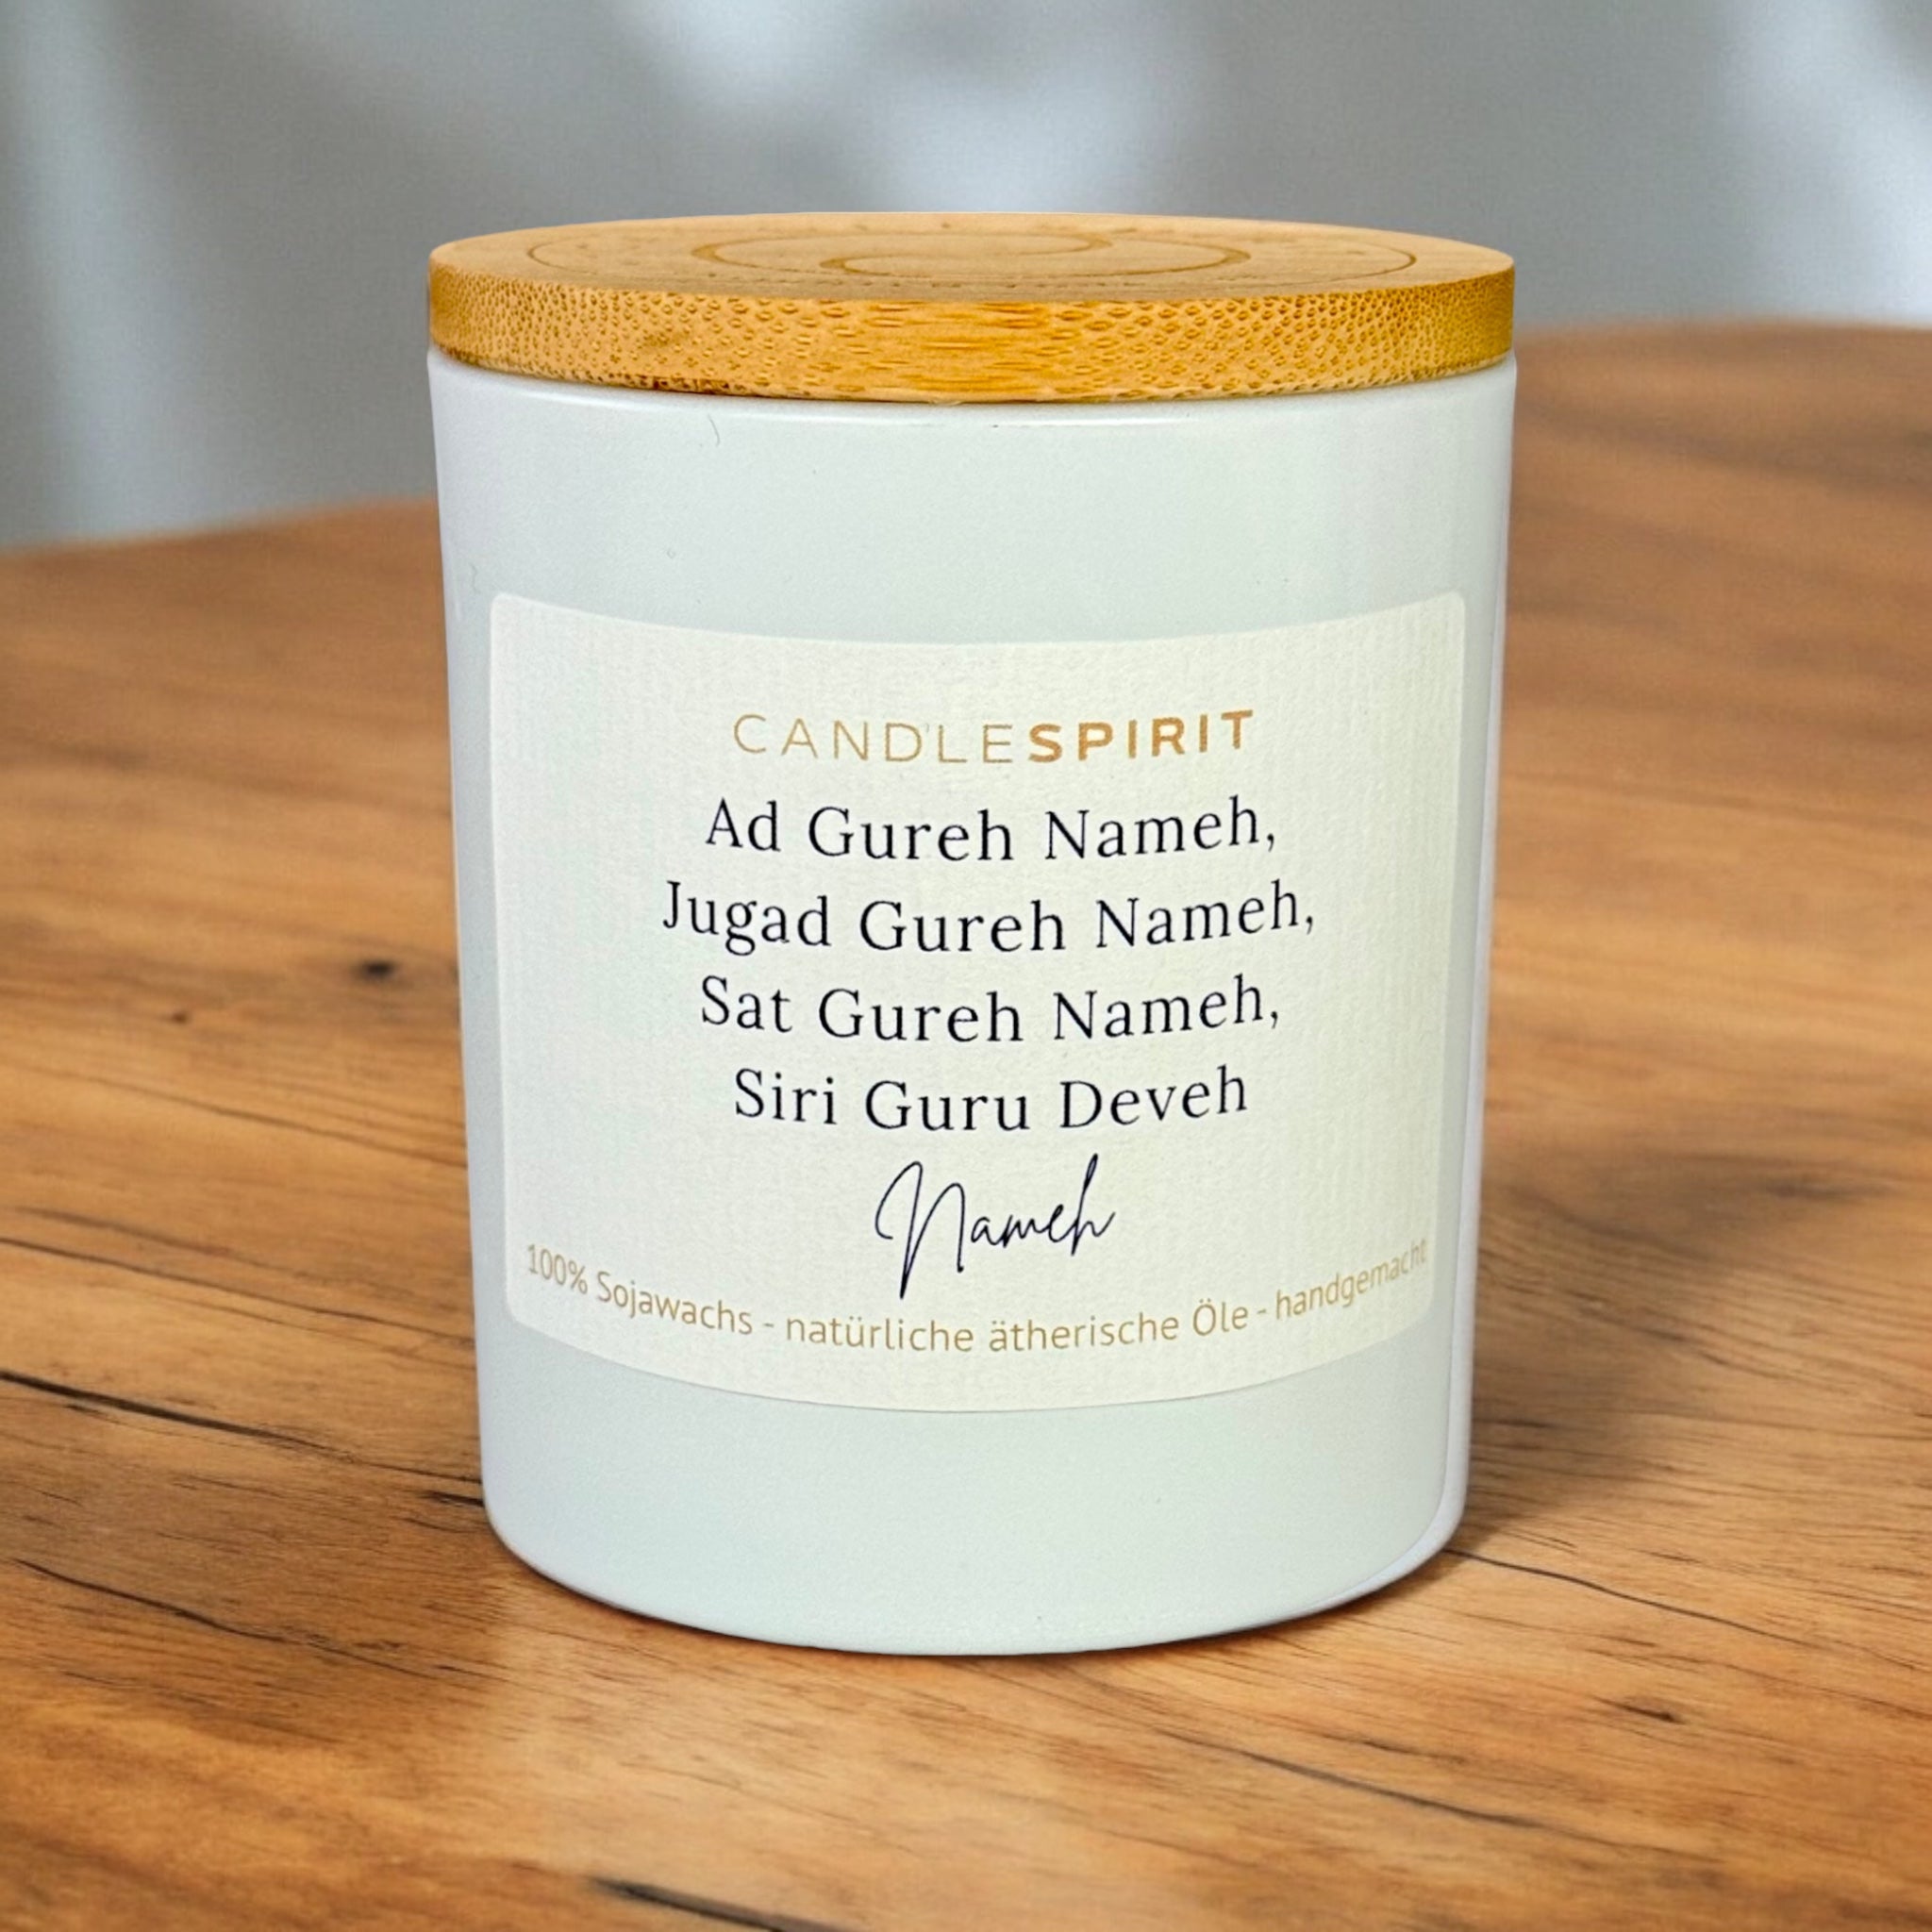 CANDLESPIRIT
Ad Gureh Nameh,
Jugad Gureh Nameh,
Sat Gureh Nameh,
Siri Guru Deveh
Nameh
100% Sojawachs - natürliche ätherische Öle - handgemacht